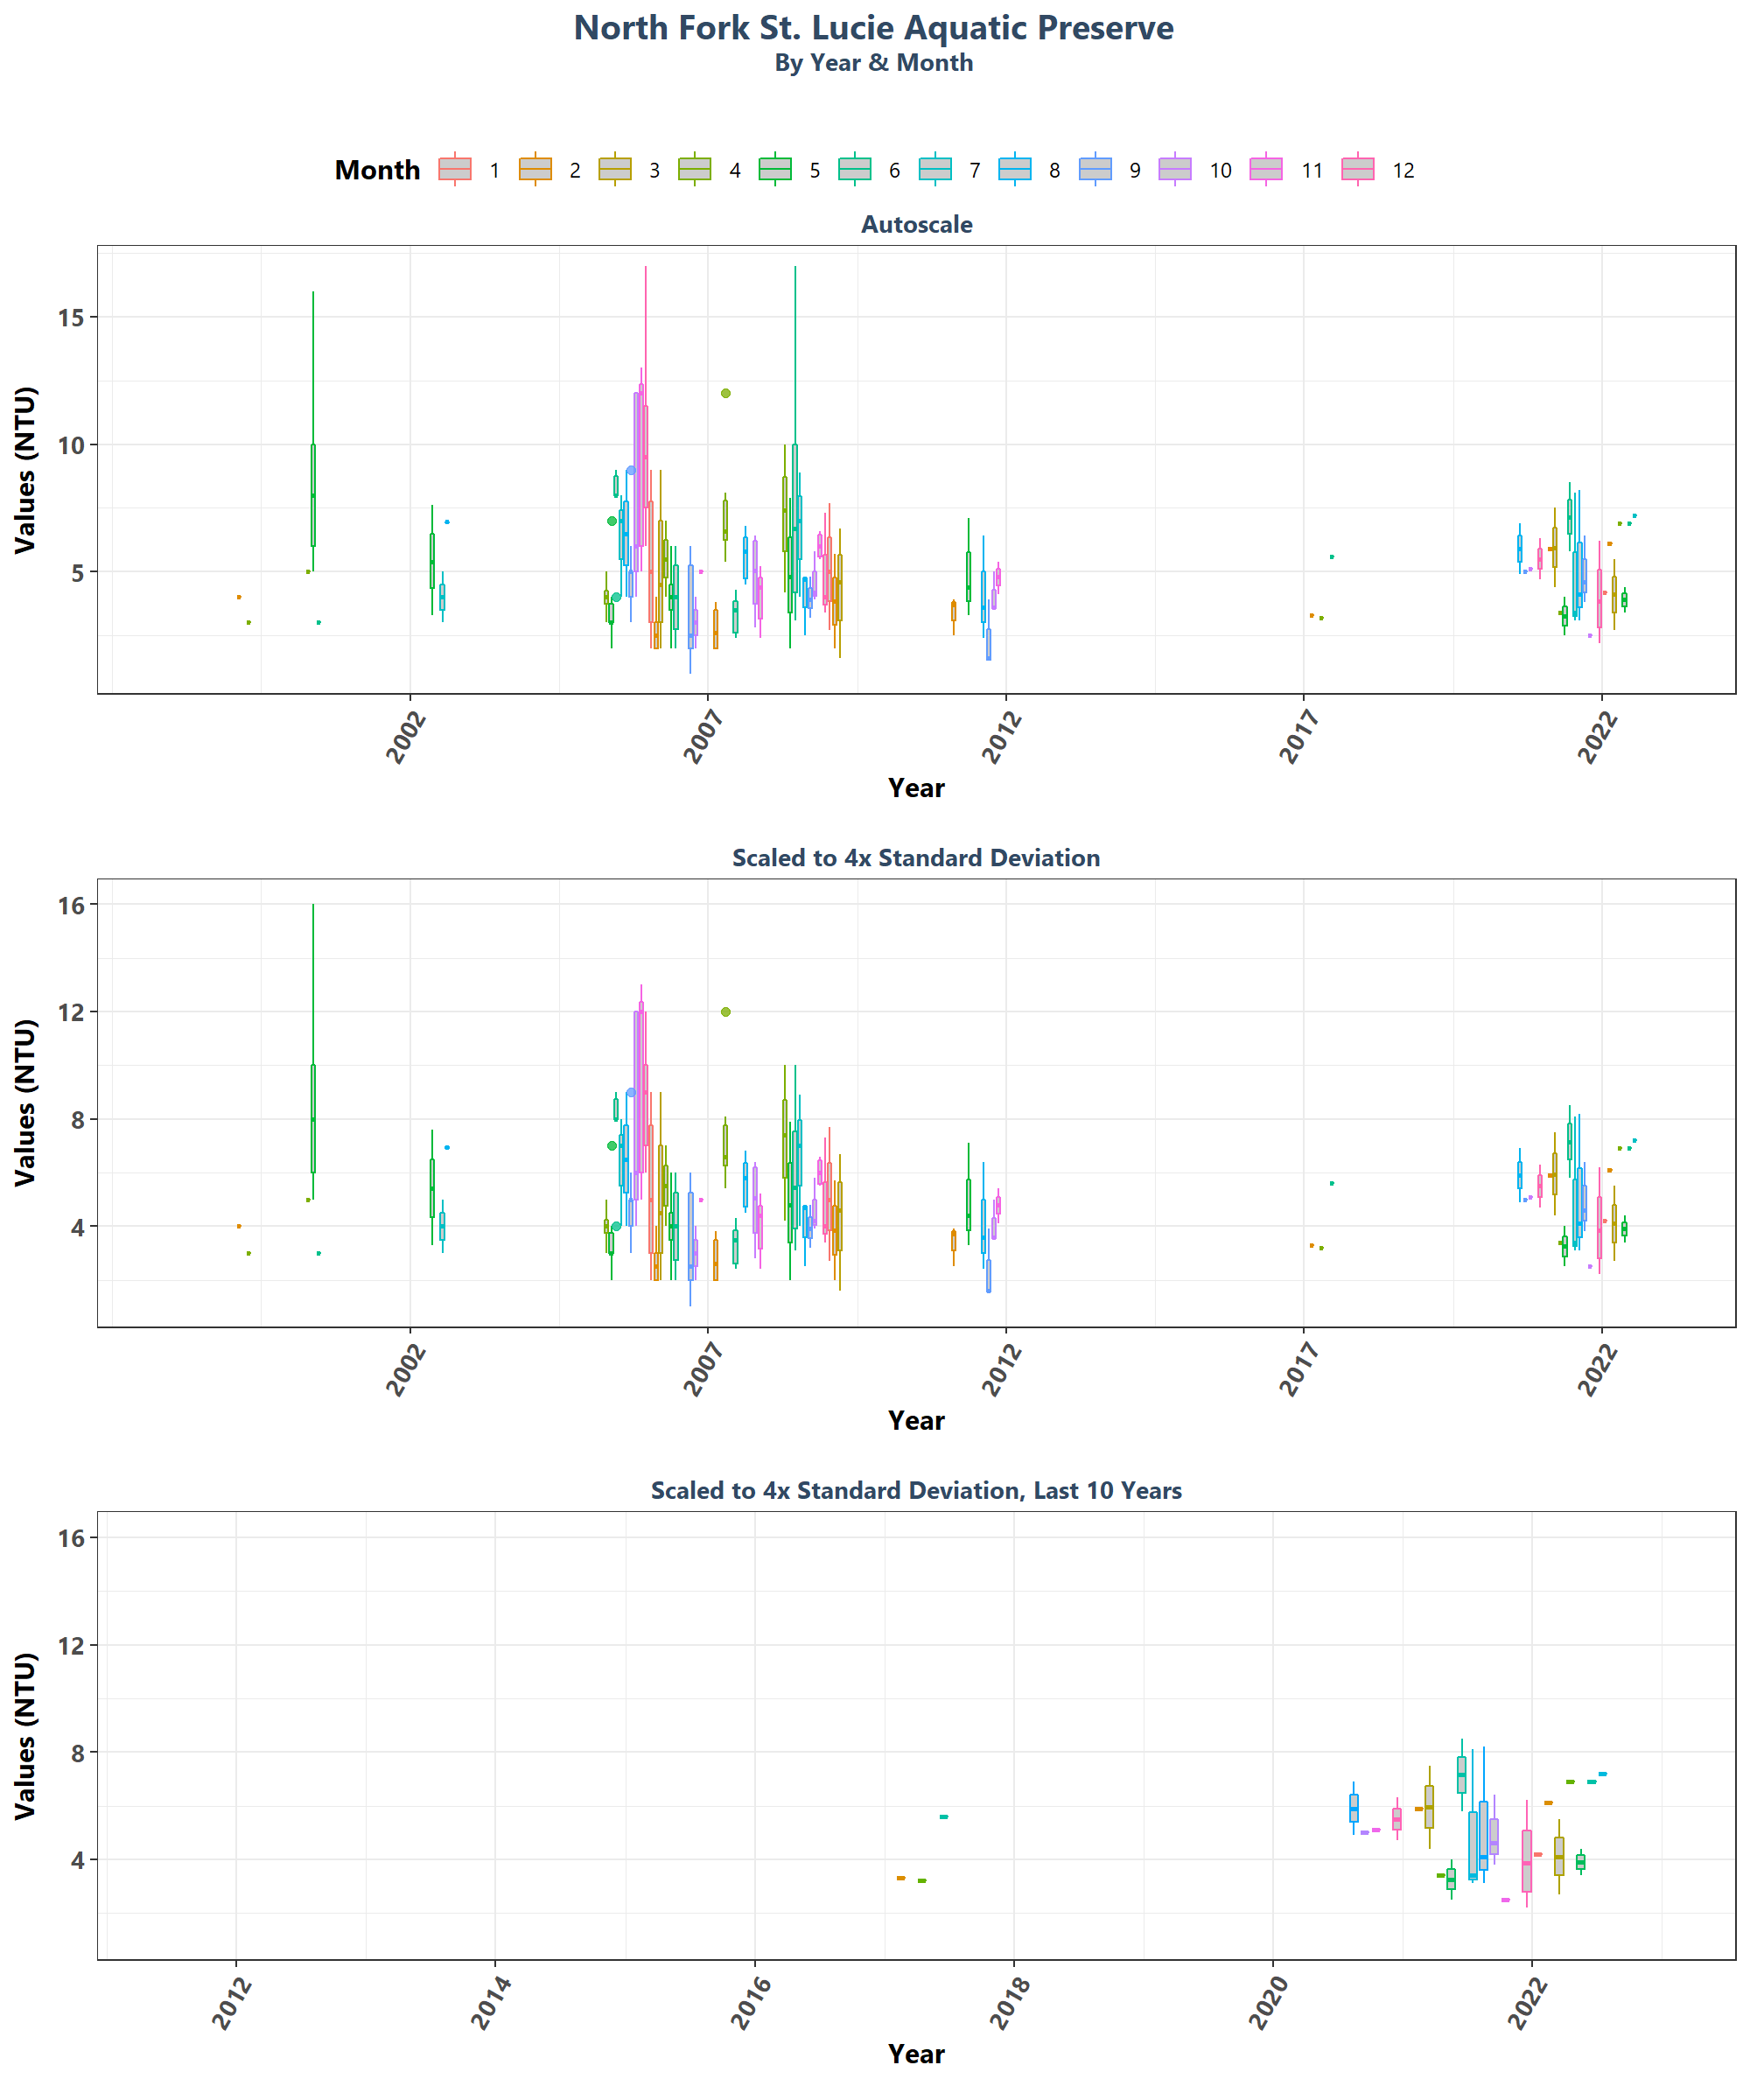 North Fork St. Lucie Aquatic Preserve
By Year & Month
Month 1 2 3 4 5 6 7 8 9 10 11 12
Autoscale
15
10
5
Values (NTU)
2002 2007 2012 2017 2022
Year
Scaled to 4x Standard Deviation
16
12
8
4
Values (NTU)
2002 2007 2012 2017 2022
Year
Scaled to 4x Standard Deviation, Last 10 Years
16
12
8
4
Values (NTU)
2012 2014 2016 2018 2020 2022
Year